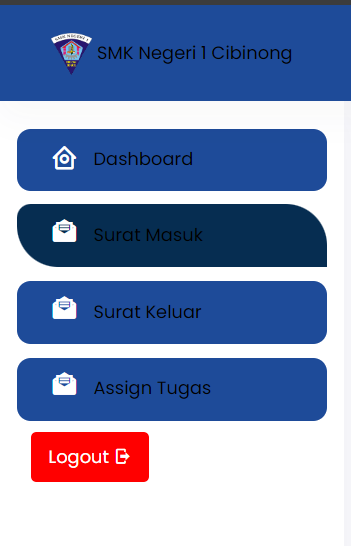 SMK Negeri 1 Cibinong
Dashboard
Surat Masuk
Surat Keluar
Assign Tugas
Logout